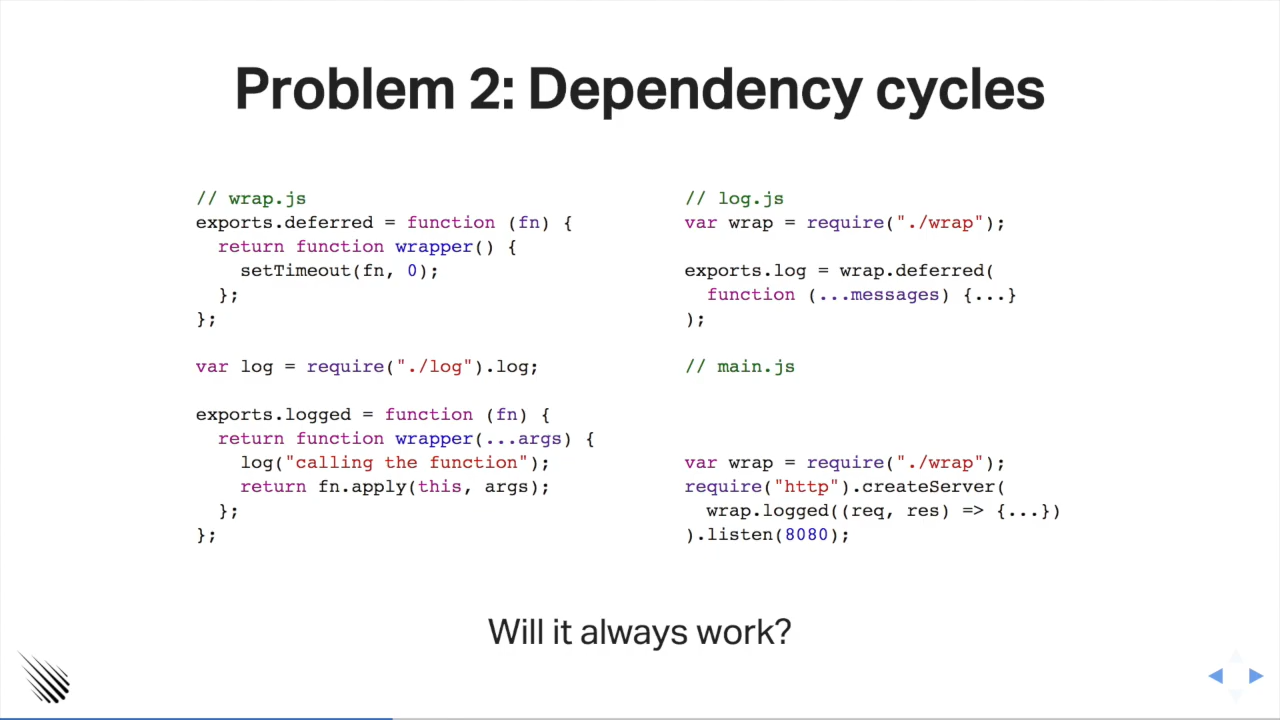 Problem 2: Dependency cycles
// wrap.js
exports.deferred = function (fn) {
  return function wrapper() {
    setTimeout(fn, 0);
  };
};
var log = require("./log").log;
exports.logged = function (fn) {
  return function wrapper(...args) {
    log("calling the function");
    return fn.apply(this, args);
  };
};
// log.js
var wrap = require("./wrap");
exports.log = wrap.deferred(
  function (...messages) {...}
);
// main.js
var wrap = require("./wrap");
require("http").createServer(
  wrap.logged((req, res) => {...})
).listen(8080);
Will it always work?